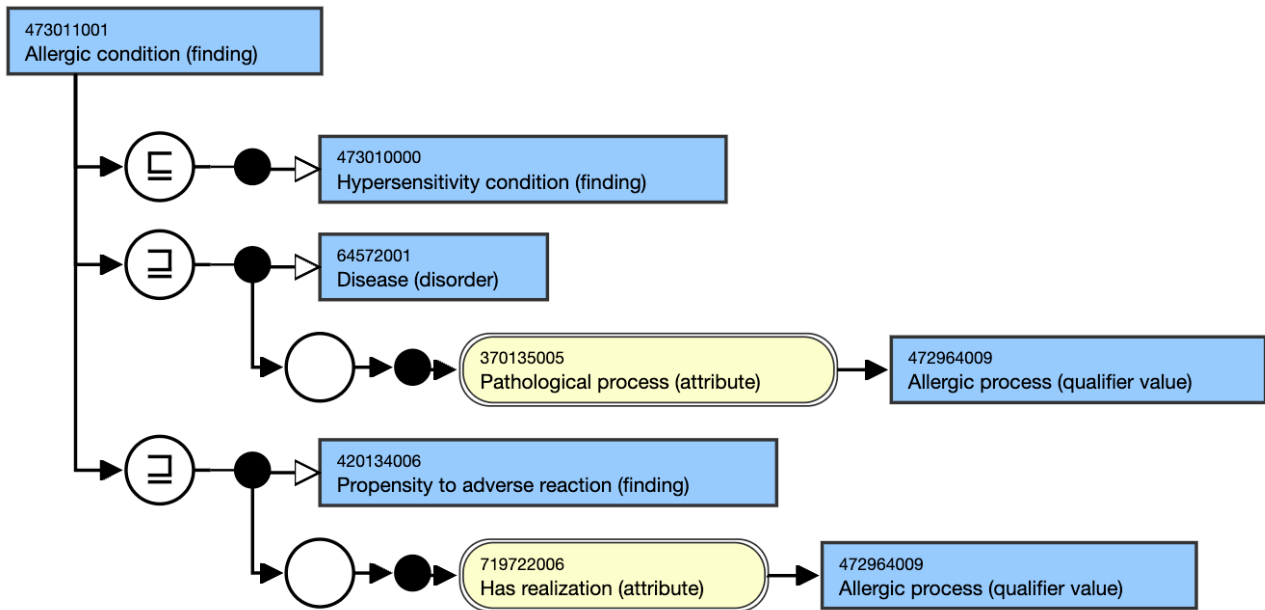 473011001
Allergic condition (finding)
⊑
473010000
Hypersensitivity condition (finding)
⊒
64572001
Disease (disorder)
370135005
Pathological process (attribute)
472964009
Allergic process (qualifier value)
⊒
420134006
Propensity to adverse reaction (finding)
719722006
Has realization (attribute)
472964009
Allergic process (qualifier value)